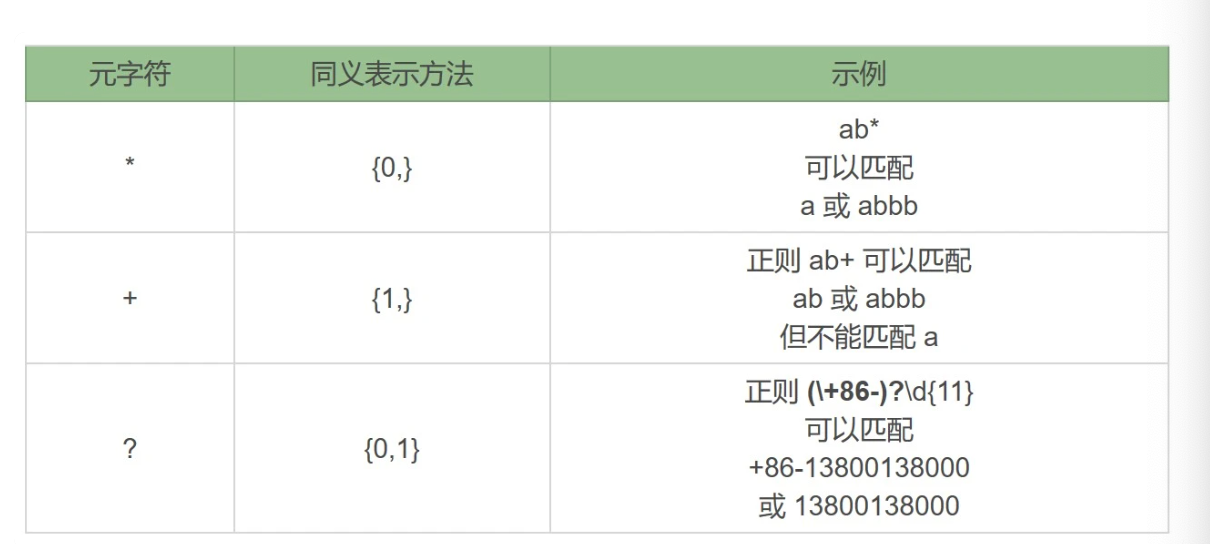 元字符 同义表示方法 示例
* {0,} ab*
可以匹配
a 或 abbb
+ {1,} 正则 ab+ 可以匹配
ab 或 abbb
但不能匹配 a
? {0,1} 正则 (\+86-)?\d{11}
可以匹配
+86-13800138000
或 13800138000